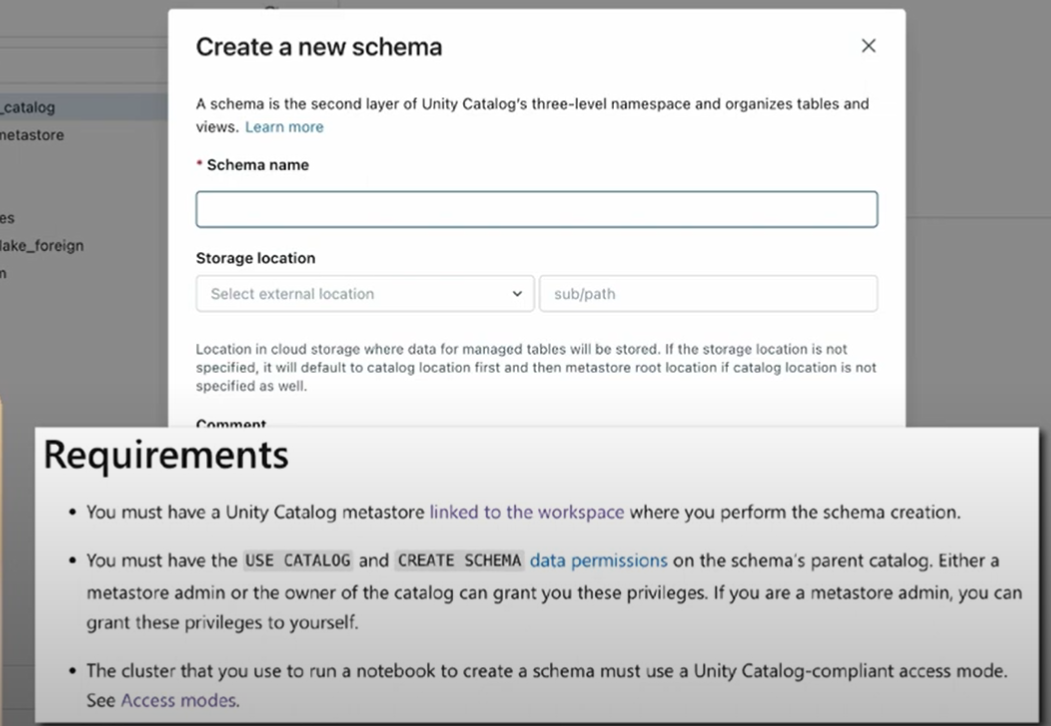 Create a new schema
A schema is the second layer of Unity Catalog's three-level namespace and organizes tables and
views. Learn more
* Schema name
Storage location
Select external location
sub/path
Location in cloud storage where data for managed tables will be stored. If the storage location is not
specified, it will default to catalog location first and then metastore root location if catalog location is not
specified as well.
Comment
_catalog
metastore
es
lake_foreign
Requirements
• You must have a Unity Catalog metastore linked to the workspace where you perform the schema creation.
• You must have the USE CATALOG and CREATE SCHEMA data permissions on the schema's parent catalog. Either a
metastore admin or the owner of the catalog can grant you these privileges. If you are a metastore admin, you can
grant these privileges to yourself.
• The cluster that you use to run a notebook to create a schema must use a Unity Catalog-compliant access mode.
See Access modes.